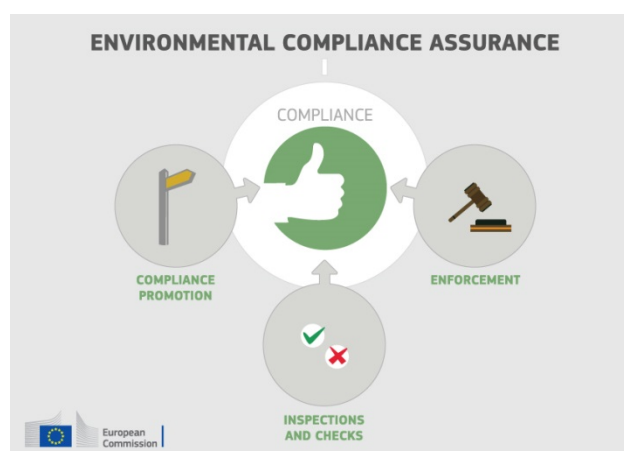 ENVIRONMENTAL COMPLIANCE ASSURANCE
COMPLIANCE
COMPLIANCE
PROMOTION
ENFORCEMENT
INSPECTIONS
AND CHECKS
European
Commission